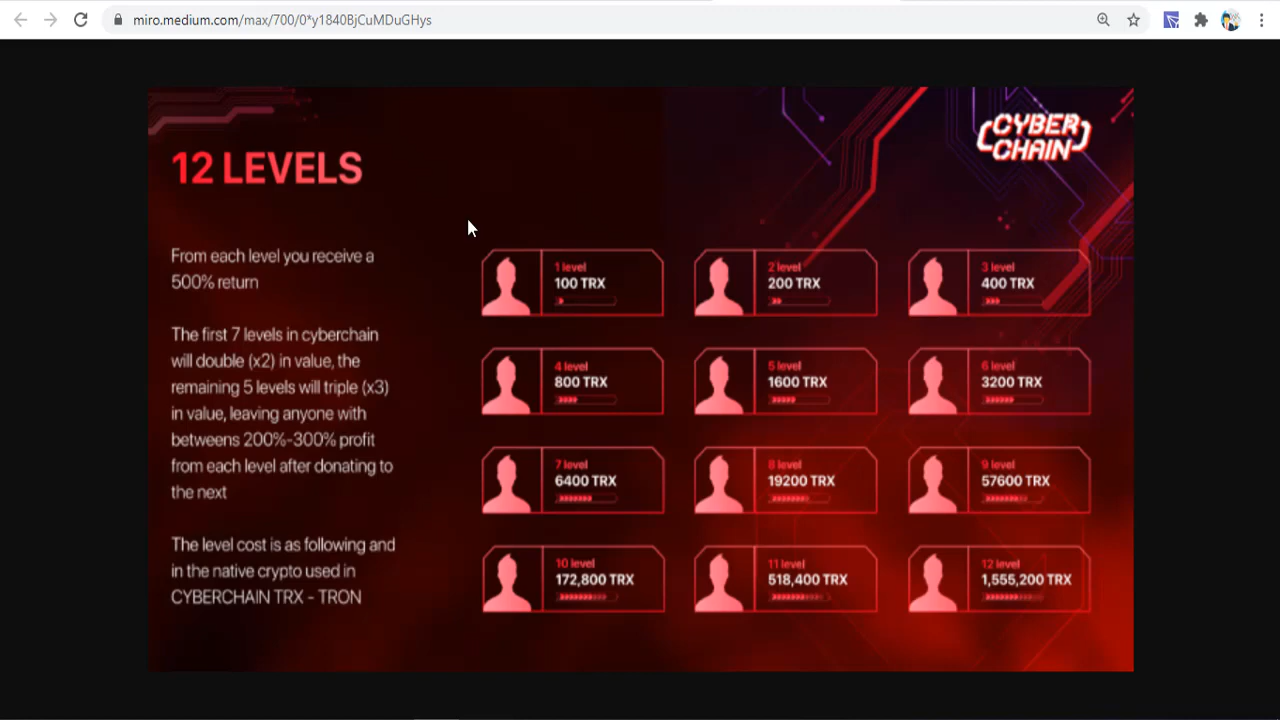 miro.medium.com/max/700/0*y1840BjCuMDuGHys
CYBER
CHAIN
12 LEVELS
From each level you receive a
500% return
The first 7 levels in cyberchain
will double (x2) in value, the
remaining 5 levels will triple (x3)
in value, leaving anyone with
betweens 200%-300% profit
from each level after donating to
the next
The level cost is as following and
in the native crypto used in
CYBERCHAIN TRX - TRON
1 level
100 TRX
2 level
200 TRX
3 level
400 TRX
4 level
800 TRX
5 level
1600 TRX
6 level
3200 TRX
7 level
6400 TRX
8 level
19200 TRX
9 level
57600 TRX
10 level
172,800 TRX
11 level
518,400 TRX
12 level
1,555,200 TRX